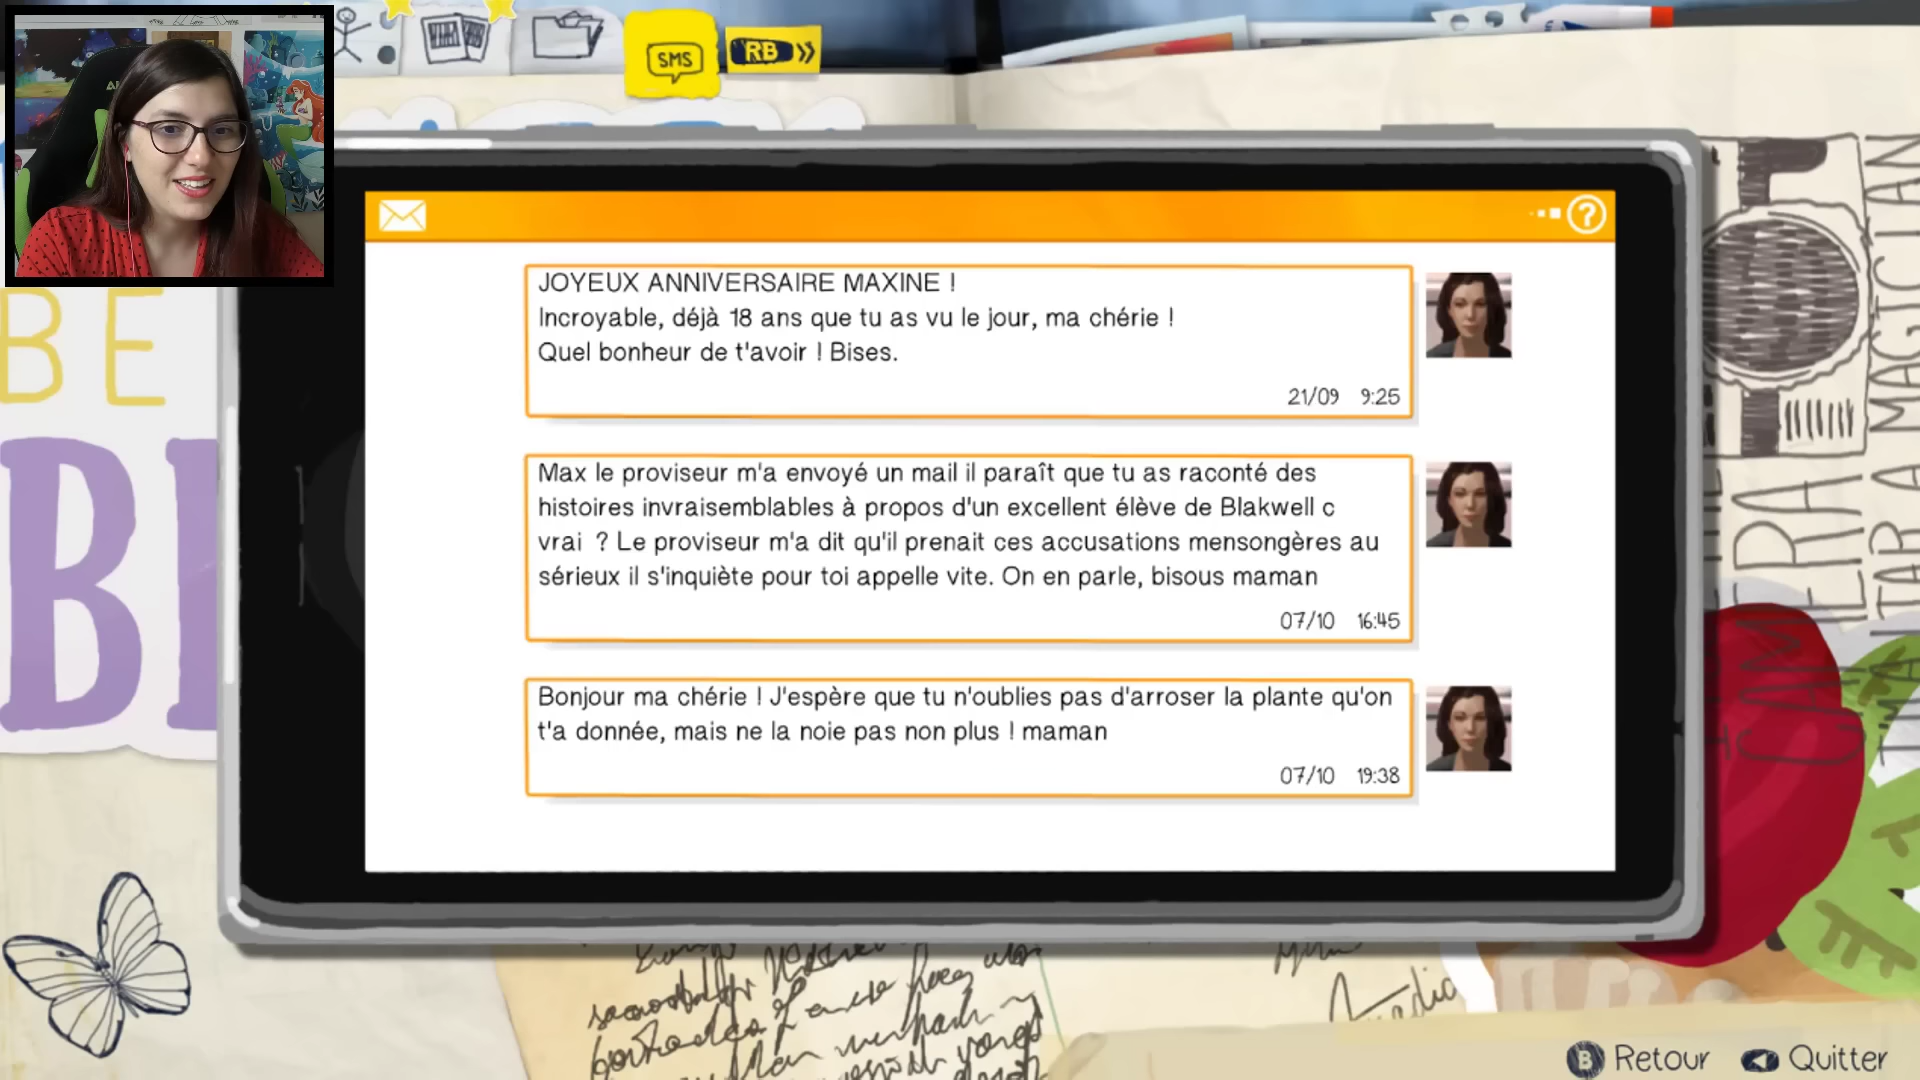 SMS
RB
JOYEUX ANNIVERSAIRE MAXINE !
Incroyable, déjà 18 ans que tu as vu le jour, ma chérie !
Quel bonheur de t'avoir ! Bises.
21/09 9:25
Max le proviseur m'a envoyé un mail il paraît que tu as raconté des
histoires invraisemblables à propos d'un excellent élève de Blakwell c
vrai ? Le proviseur m'a dit qu'il prenait ces accusations mensongères au
sérieux il s'inquiète pour toi appelle vite. On en parle, bisous maman
07/10 16:45
Bonjour ma chérie ! J'espère que tu n'oublies pas d'arroser la plante qu'on
t'a donnée, mais ne la noie pas non plus ! maman
07/10 19:38
BE
MAGICIAN
B Retour
Quitter